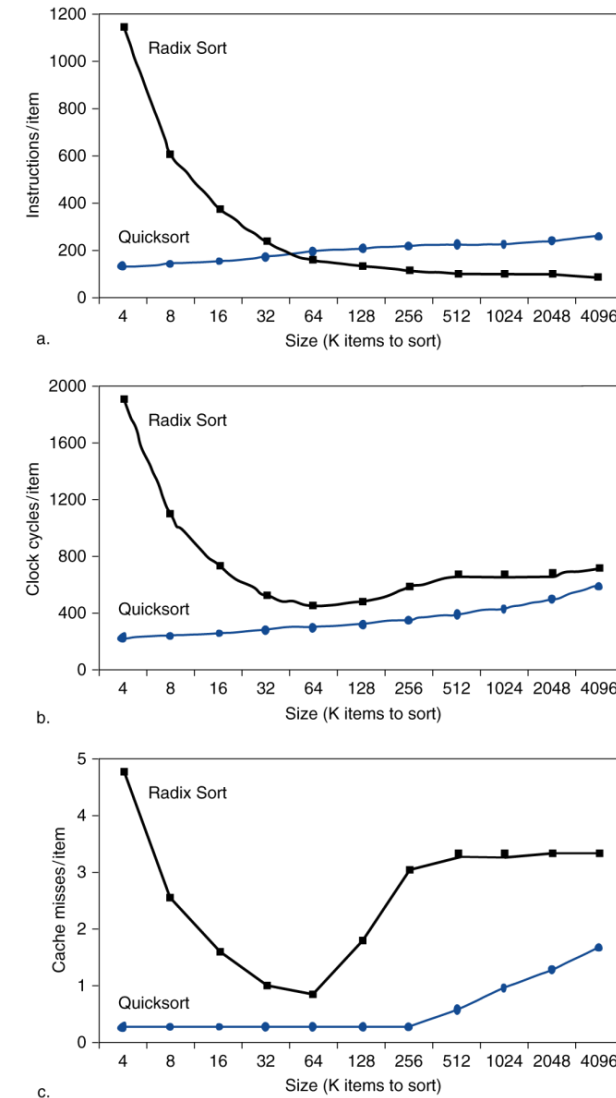 1200
Radix Sort
1000
800
600
400
Quicksort
200
0
Instructions/item
4 8 16 32 64 128 256 512 1024 2048 4096
a.
Size (K items to sort)
2000
Radix Sort
1600
1200
800
400
Quicksort
0
Clock cycles/item
4 8 16 32 64 128 256 512 1024 2048 4096
b.
Size (K items to sort)
5
Radix Sort
4
3
2
1
Quicksort
0
Cache misses/item
4 8 16 32 64 128 256 512 1024 2048 4096
c.
Size (K items to sort)